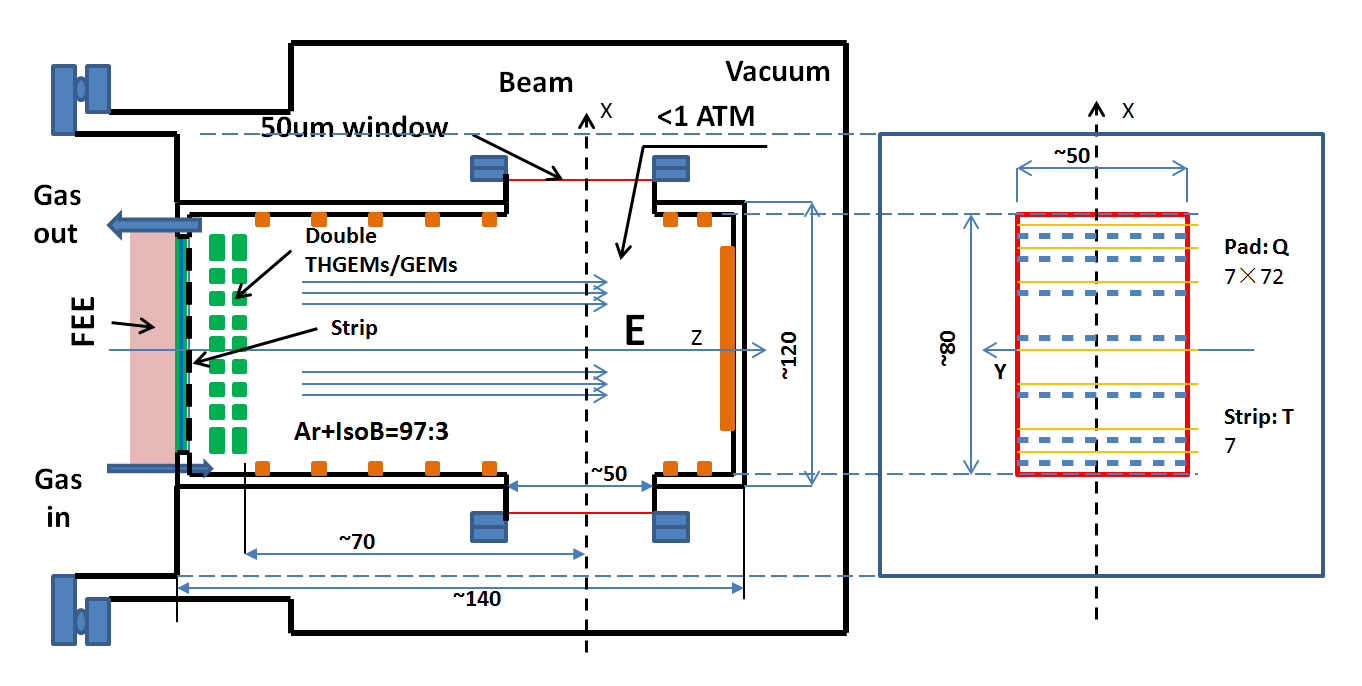 Beam
Vacuum
X
<1 ATM
50um window
X
~50
Gas
out
Double
THGEMs/GEMs
Pad: Q
7×72
FEE
Strip
E
Z
~120
~80
Y
Strip: T
7
Ar+IsoB=97:3
Gas
in
~50
~70
~140